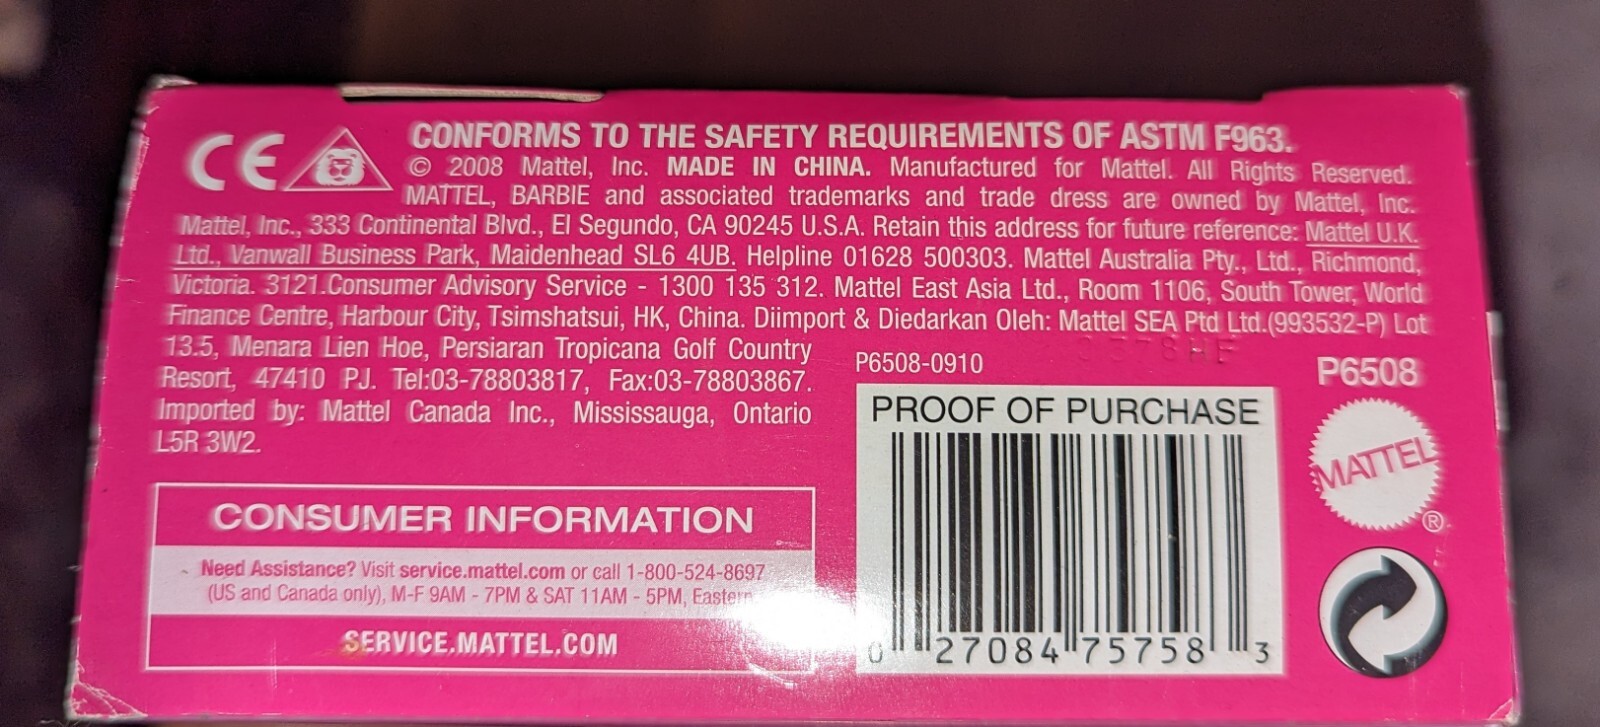 CE
CONFORMS TO THE SAFETY REQUIREMENTS OF ASTM F963.
© 2008 Mattel, Inc. MADE IN CHINA. Manufactured for Mattel. All Rights Reserved.
MATTEL, BARBIE and associated trademarks and trade dress are owned by Mattel, Inc.
Mattel, Inc., 333 Continental Blvd., El Segundo, CA 90245 U.S.A. Retain this address for future reference: Mattel U.K.
Ltd., Vanwall Business Park, Maidenhead SL6 4UB. Helpline 01628 500303. Mattel Australia Pty., Ltd., Richmond,
Victoria. 3121.Consumer Advisory Service - 1300 135 312. Mattel East Asia Ltd., Room 1106, South Tower, World
Finance Centre, Harbour City, Tsimshatsui, HK, China. Diimport & Diedarkan Oleh: Mattel SEA Ptd Ltd.(993532-P) Lot
13.5, Menara Lien Hoe, Persiaran Tropicana Golf Country
Resort, 47410 PJ. Tel:03-78803817, Fax:03-78803867.
Imported by: Mattel Canada Inc., Mississauga, Ontario
L5R 3W2.
P6508-0910
P6508
PROOF OF PURCHASE
0 27084 75758 3
MATTEL
®
CONSUMER INFORMATION
Need Assistance? Visit service.mattel.com or call 1-800-524-8697
(US and Canada only), M-F 9AM - 7PM & SAT 11AM - 5PM,
SERVICE.MATTEL.COM